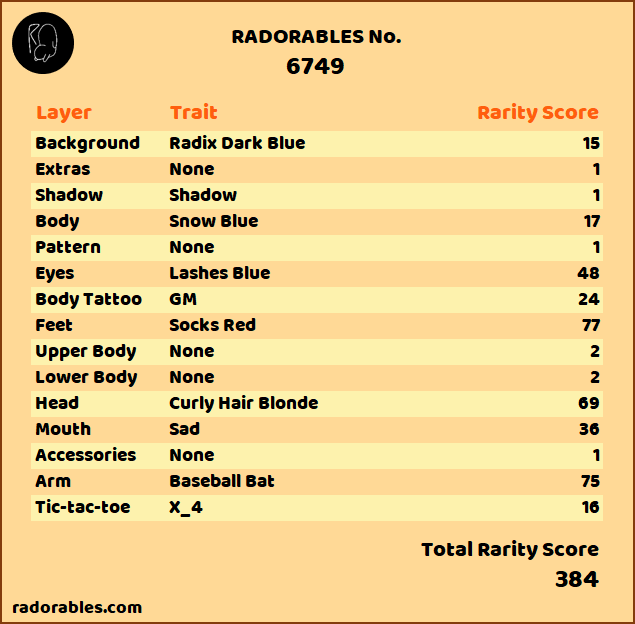 RADORABLES No.
6749
Layer Trait Rarity Score
Background Radix Dark Blue 15
Extras None 1
Shadow Shadow 1
Body Snow Blue 17
Pattern None 1
Eyes Lashes Blue 48
Body Tattoo GM 24
Feet Socks Red 77
Upper Body None 2
Lower Body None 2
Head Curly Hair Blonde 69
Mouth Sad 36
Accessories None 1
Arm Baseball Bat 75
Tic-tac-toe X_4 16
Total Rarity Score
384
radorables.com